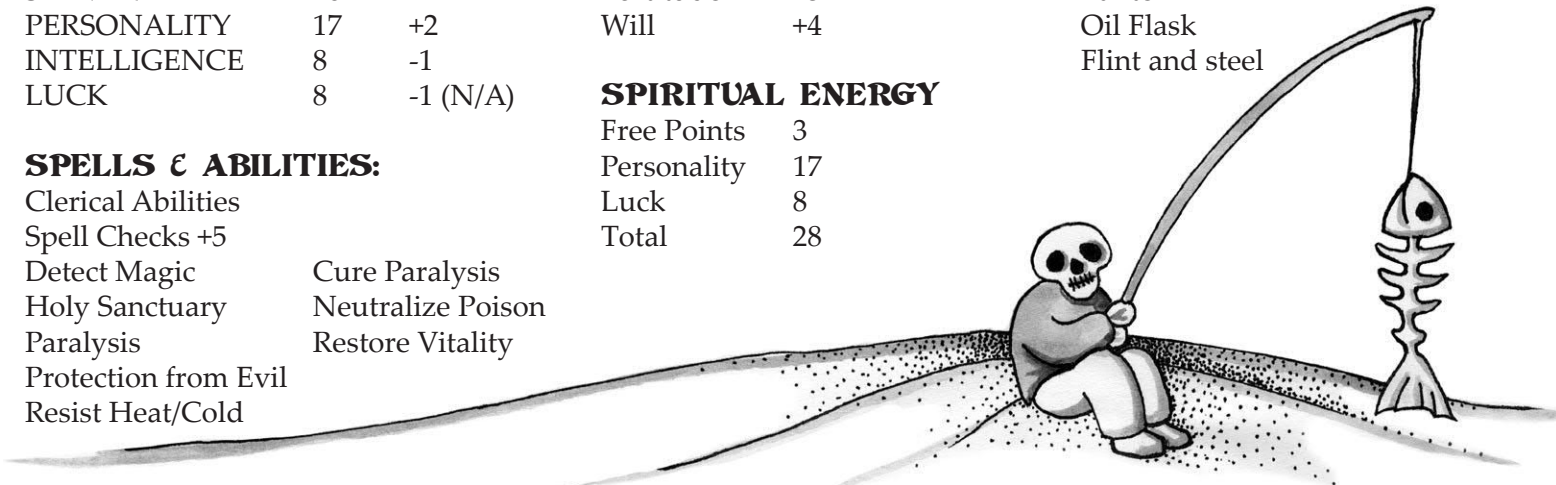 PERSONALITY 17 +2
INTELLIGENCE 8 -1
LUCK 8 -1 (N/A)
SPELLS & ABILITIES:
Clerical Abilities
Spell Checks +5
Detect Magic Cure Paralysis
Holy Sanctuary Neutralize Poison
Paralysis Restore Vitality
Protection from Evil
Resist Heat/Cold
Will +4
SPIRITUAL ENERGY
Free Points 3
Personality 17
Luck 8
Total 28
Oil Flask
Flint and steel